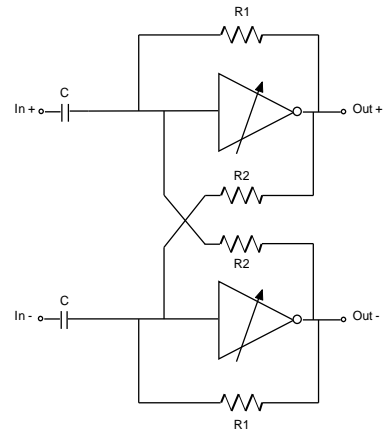 R1
C
In +
Out +
R2
R2
C
In -
Out -
R1